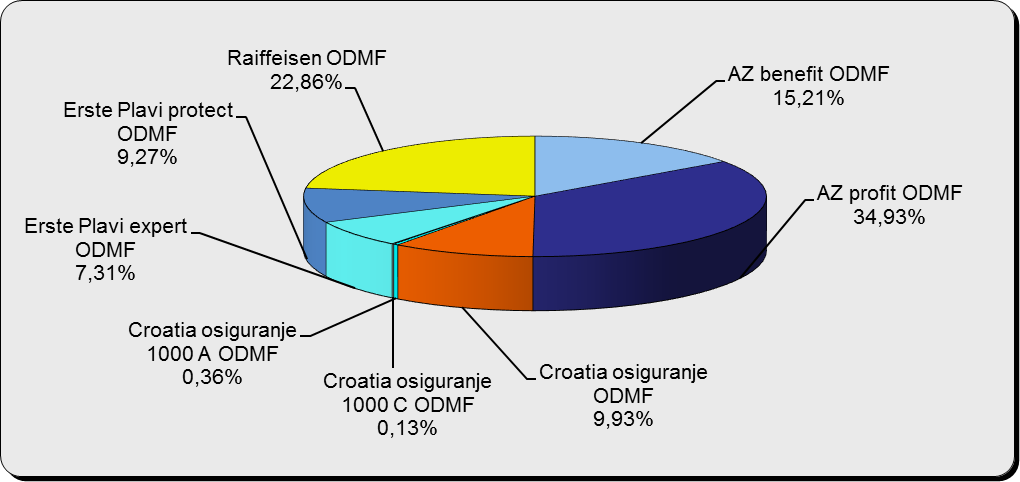 Raiffeisen ODMF
22,86%
AZ benefit ODMF
15,21%
Erste Plavi protect
ODMF
9,27%
AZ profit ODMF
34,93%
Erste Plavi expert
ODMF
7,31%
Croatia osiguranje
1000 A ODMF
0,36%
Croatia osiguranje
1000 C ODMF
0,13%
Croatia osiguranje
ODMF
9,93%